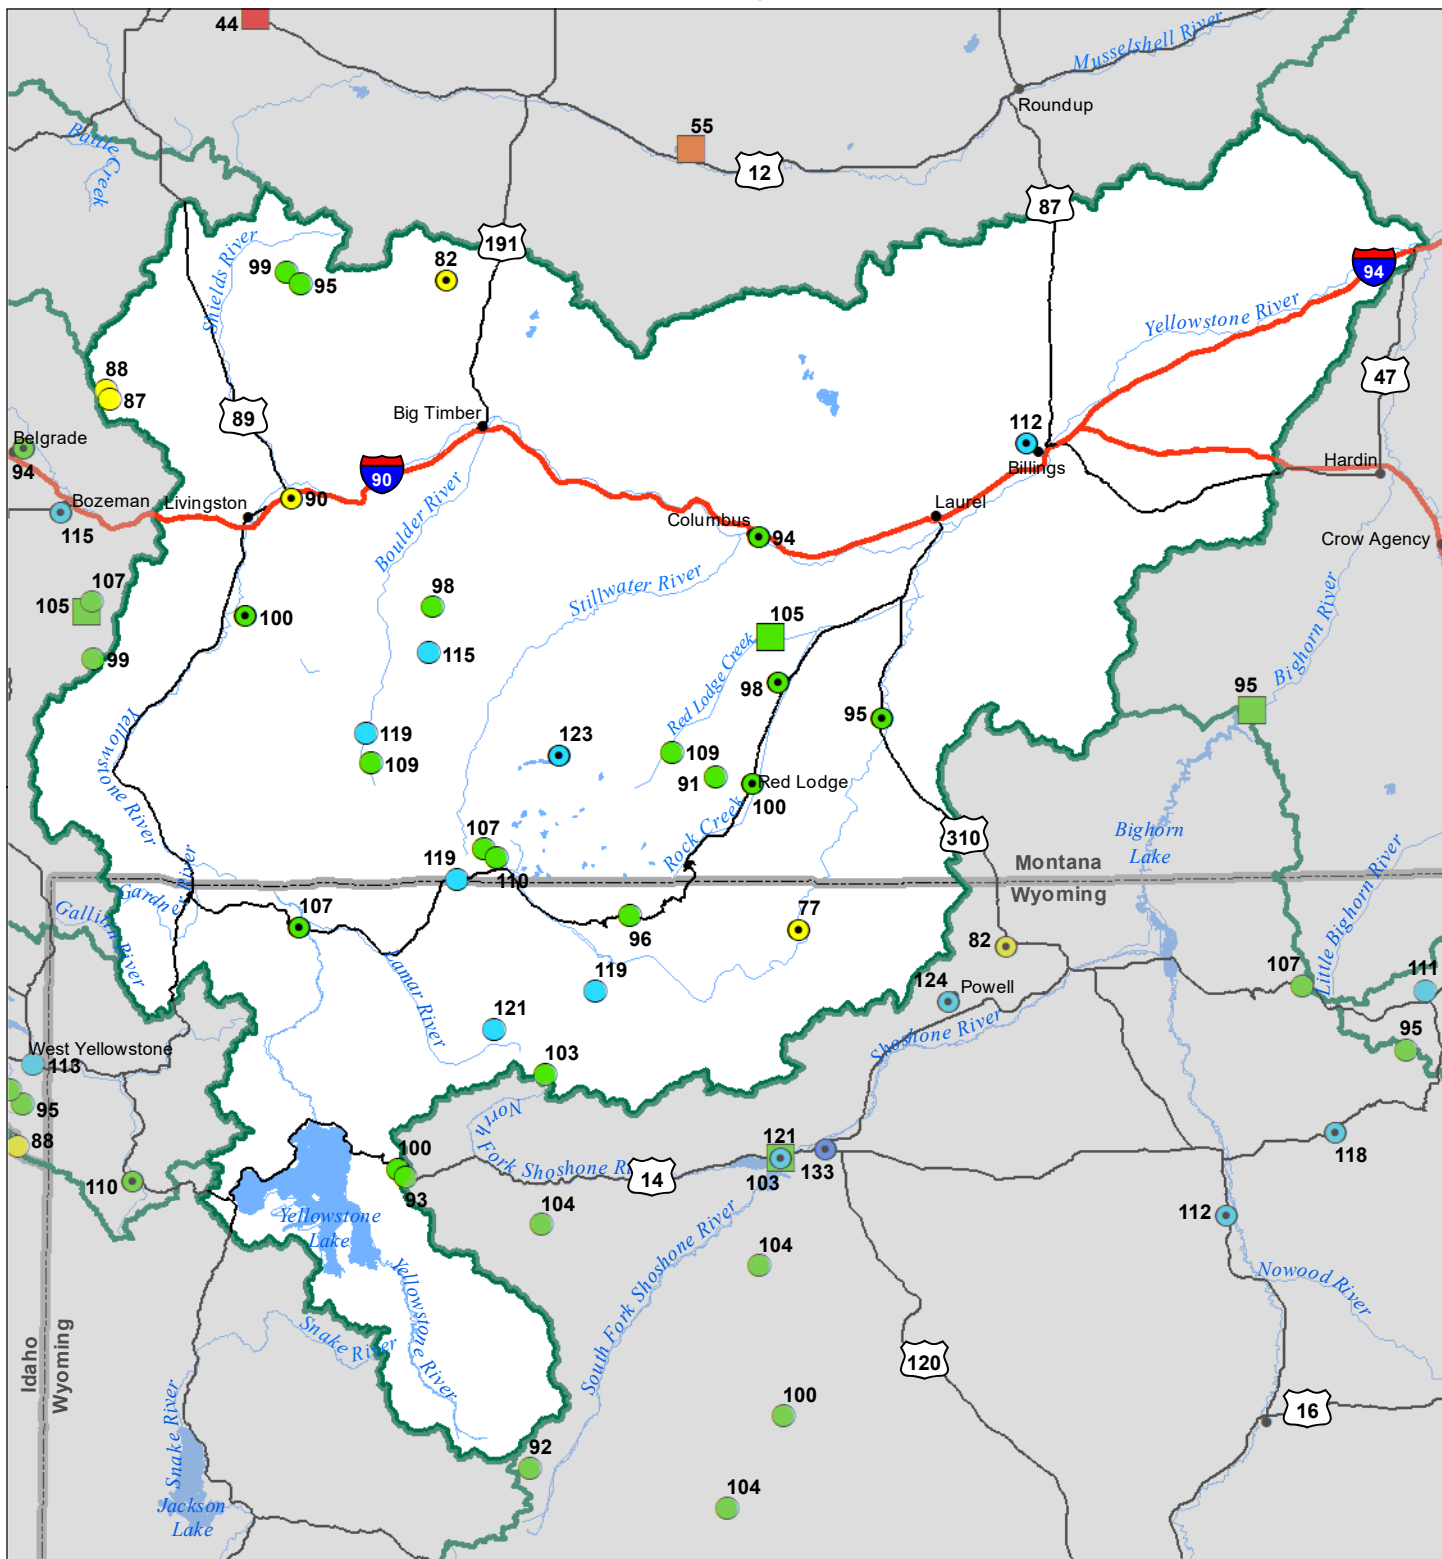 44
Musselshell River
Roundup
55
12
Battle Creek
87
191
99
95
82
94
Shields River
Yellowstone River
88
87
47
89
Big Timber
112
Belgrade
94
90
Billings
Hardin
Bozeman
Livingston
90
Laurel
115
Columbus
94
Crow Agency
Boulder River
Stillwater River
107
105
98
100
105
Bighorn River
99
115
Red Lodge Creek
98
95
95
Yellowstone River
119
109
123
109
91
Red Lodge
100
Rock Creek
310
Bighorn
Lake
107
119
110
Montana
Wyoming
Gardner River
Gallatin River
Little Bighorn River
107
96
77
82
Lamar River
119
124
Powell
107
111
121
Shoshone River
West Yellowstone
113
103
95
95
88
North Fork Shoshone R
100
93
14
121
103
133
118
110
104
112
Yellowstone
Lake
South Fork Shoshone River
104
Yellowstone River
Nowood River
Snake River
Idaho
Wyoming
120
Snake River
100
16
92
104
Jackson
Lake